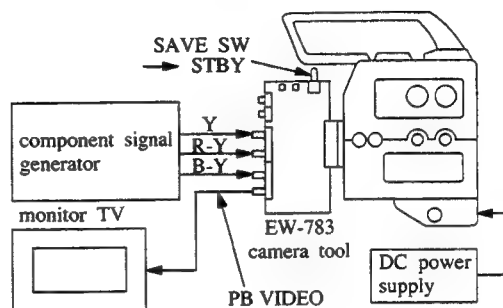 SAVE SW
STBY
component signal
generator
Y
R-Y
B-Y
monitor TV
EW-783
camera tool
PB VIDEO
DC power
supply